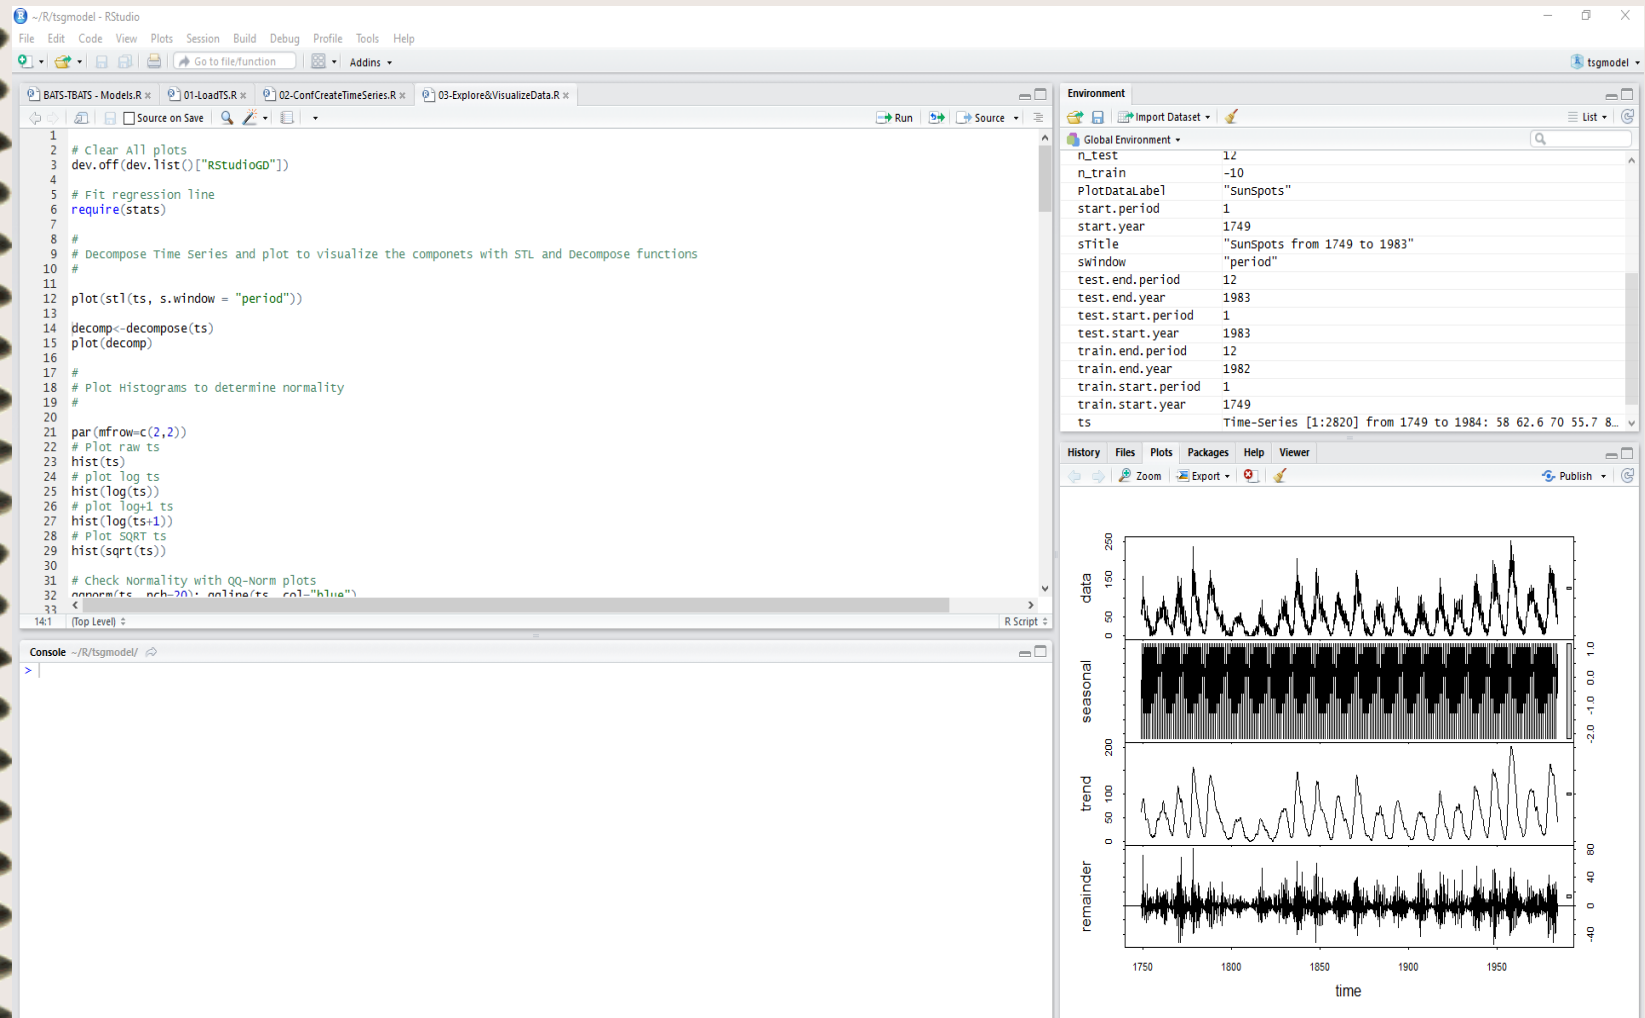 ~/R/tsgmodel - RStudio
File Edit Code View Plots Session Build Debug Profile Tools Help
Go to file/function Addins tsgmodel
BATS-TBATS - Models.R 01-LoadTS.R 02-ConfCreateTimeSeries.R 03-Explore&VisualizeData.R
Source on Save Run Source
1
2 # Clear All plots
3 dev.off(dev.list()["RStudioGD"])
4
5 # Fit regression line
6 require(stats)
7
8 #
9 # Decompose Time Series and plot to visualize the componets with STL and Decompose functions
10 #
11
12 plot(stl(ts, s.window = "period"))
13
14 decomp<-decompose(ts)
15 plot(decomp)
16
17 #
18 # Plot Histograms to determine normality
19 #
20
21 par(mfrow=c(2,2))
22 # Plot raw ts
23 hist(ts)
24 # plot log ts
25 hist(log(ts))
26 # plot log+1 ts
27 hist(log(ts+1))
28 # Plot SQRT ts
29 hist(sqrt(ts))
30
31 # Check Normality with QQ-Norm plots
32 qqnorm(ts, pch=20); qqline(ts, col="blue")
33
14:1 (Top Level) R Script
Console ~/R/tsgmodel/
>
Environment
Import Dataset List
Global Environment
n_test 12
n_train -10
PlotDataLabel "SunSpots"
start.period 1
start.year 1749
sTitle "SunSpots from 1749 to 1983"
sWindow "period"
test.end.period 12
test.end.year 1983
test.start.period 1
test.start.year 1983
train.end.period 12
train.end.year 1982
train.start.period 1
train.start.year 1749
ts Time-Series [1:2820] from 1749 to 1984: 58 62.6 70 55.7 8...
History Files Plots Packages Help Viewer
Zoom Export Publish
data
0 50 150 250
seasonal
-2.0 -1.0 0.0 1.0
trend
0 50 100 200
remainder
-40 0 40 80
1750 1800 1850 1900 1950
time